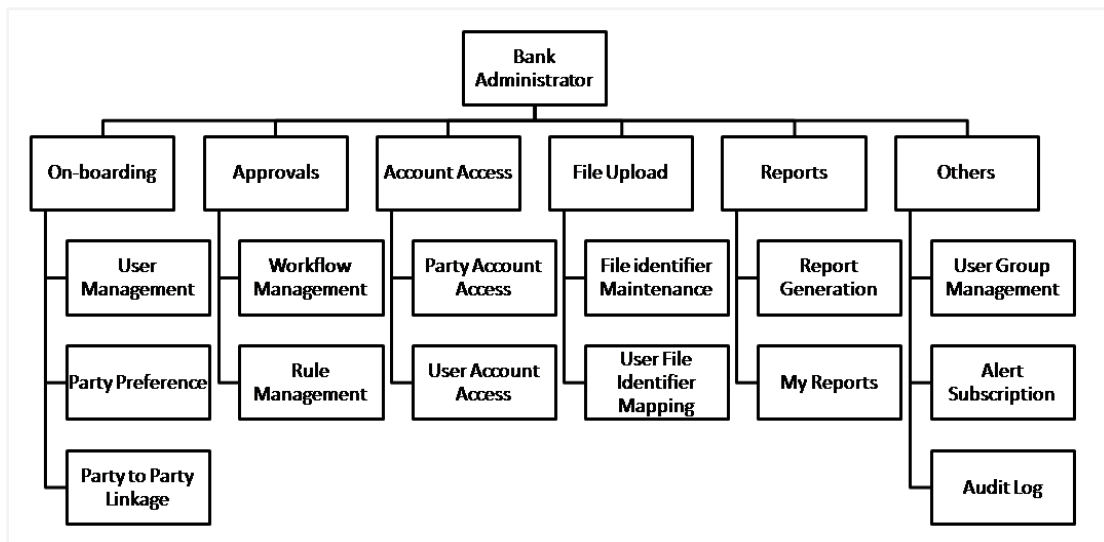 Bank
Administrator
On-boarding
Approvals
Account Access
File Upload
Reports
Others
User
Management
Workflow
Management
Party Account
Access
File identifier
Maintenance
Report
Generation
User Group
Management
Party Preference
Rule
Management
User Account
Access
User File
Identifier
Mapping
My Reports
Alert
Subscription
Party to Party
Linkage
Audit Log